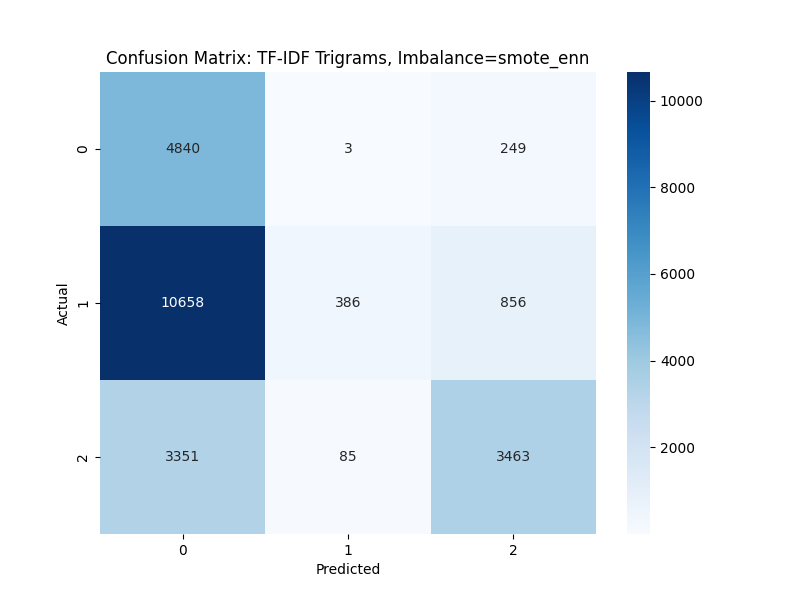 Confusion Matrix: TF-IDF Trigrams, Imbalance=smote_enn
10000
0 4840 3 249
8000
6000
Actual
1 10658 386 856
4000
2 3351 85 3463
2000
0 1 2
Predicted